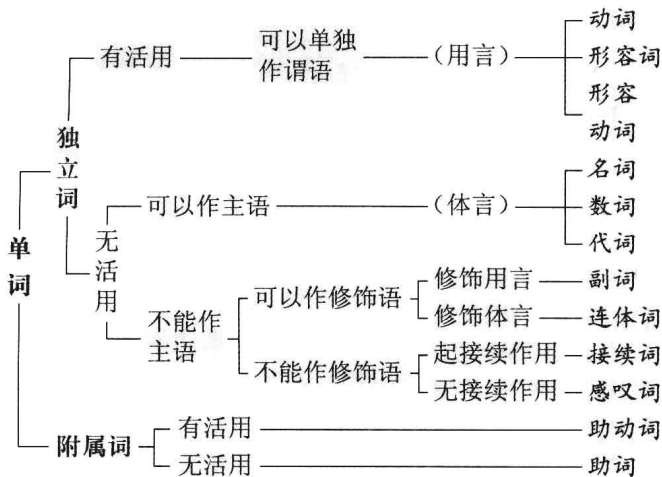 动词
有活用
可以单独
作谓语
(用言)
形容词
形容
动词
独立词
单词
无活用
可以作主语
(体言)
名词
数词
代词
不能作
主语
可以作修饰语
修饰用言
副词
修饰体言
连体词
不能作修饰语
起接续作用
接续词
无接续作用
感叹词
附属词
有活用
助动词
无活用
助词